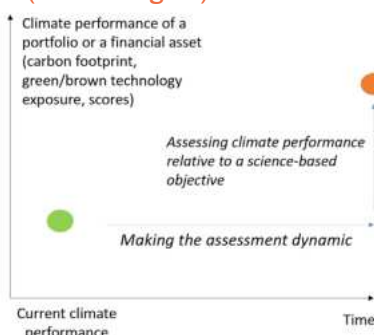 Climate performance of a
portfolio or a financial asset
(carbon footprint,
green/brown technology
exposure, scores)
Assessing climate performance
relative to a science-based
objective
Making the assessment dynamic
Current climate
performance
Time